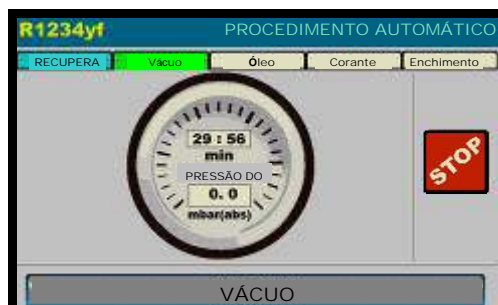 R1234yf PROCEDIMENTO AUTOMÁTICO
RECUPERA Vácuo Óleo Corante Enchimento
29 : 56
min
PRESSÃO DO
0. 0
mbar(abs)
STOP
VÁCUO